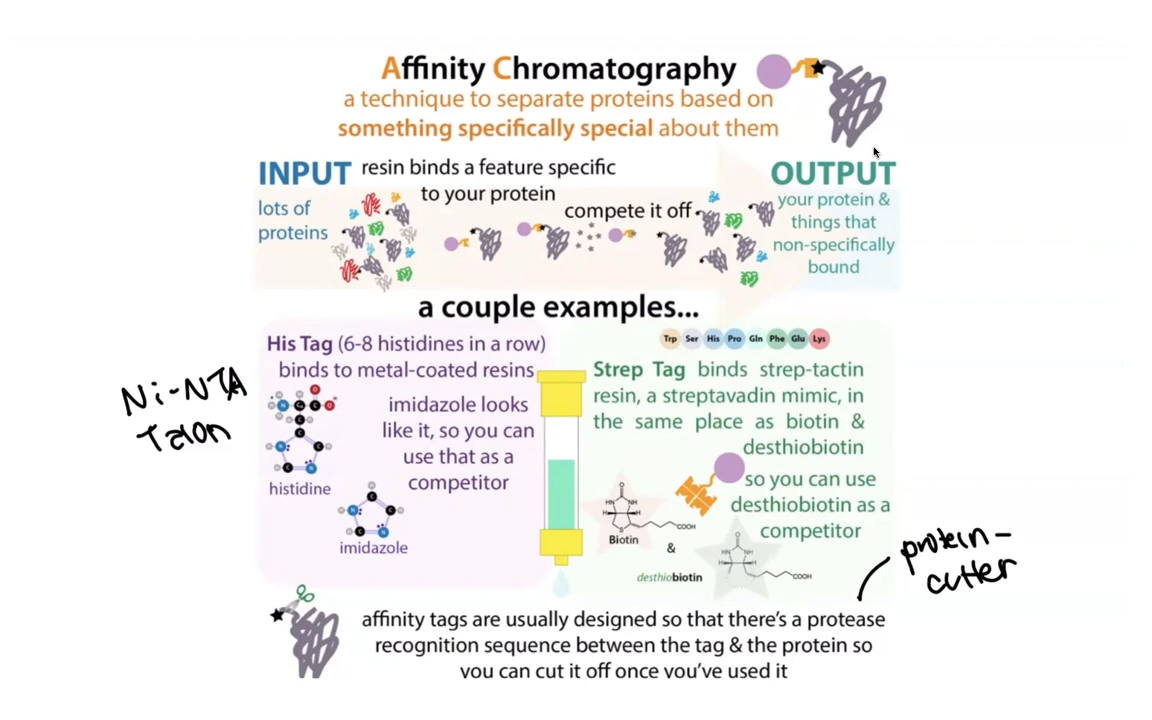 Affinity Chromatography
a technique to separate proteins based on
something specifically special about them
INPUT
resin binds a feature specific
to your protein
lots of
proteins
compete it off
OUTPUT
your protein &
things that
non-specifically
bound
a couple examples...
His Tag (6-8 histidines in a row)
binds to metal-coated resins
imidazole looks
like it, so you can
use that as a
competitor
histidine
imidazole
Ni-NTA
Talon
Trp Ser His Pro Gln Phe Glu Lys
Strep Tag binds strep-tactin
resin, a streptavadin mimic, in
the same place as biotin &
desthiobiotin
so you can use
desthiobiotin as a
competitor
Biotin
&
desthiobiotin
protein-
cutter
affinity tags are usually designed so that there's a protease
recognition sequence between the tag & the protein so
you can cut it off once you've used it